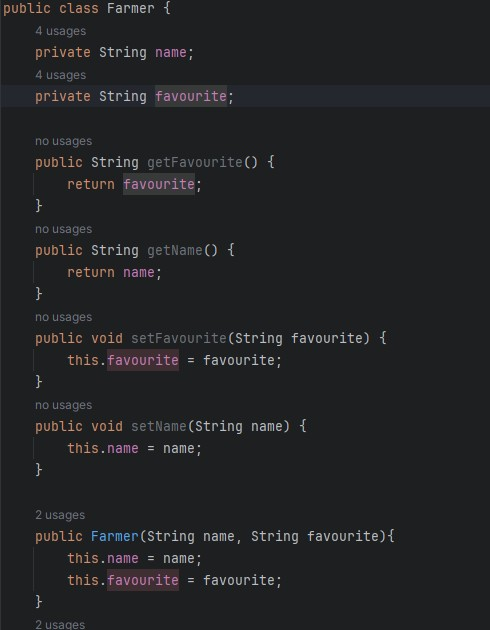 public class Farmer {
4 usages
private String name;
4 usages
private String favourite;
no usages
public String getFavourite() {
return favourite;
}
no usages
public String getName() {
return name;
}
no usages
public void setFavourite(String favourite) {
this.favourite = favourite;
}
no usages
public void setName(String name) {
this.name = name;
}
2 usages
public Farmer(String name, String favourite){
this.name = name;
this.favourite = favourite;
}
2 usages